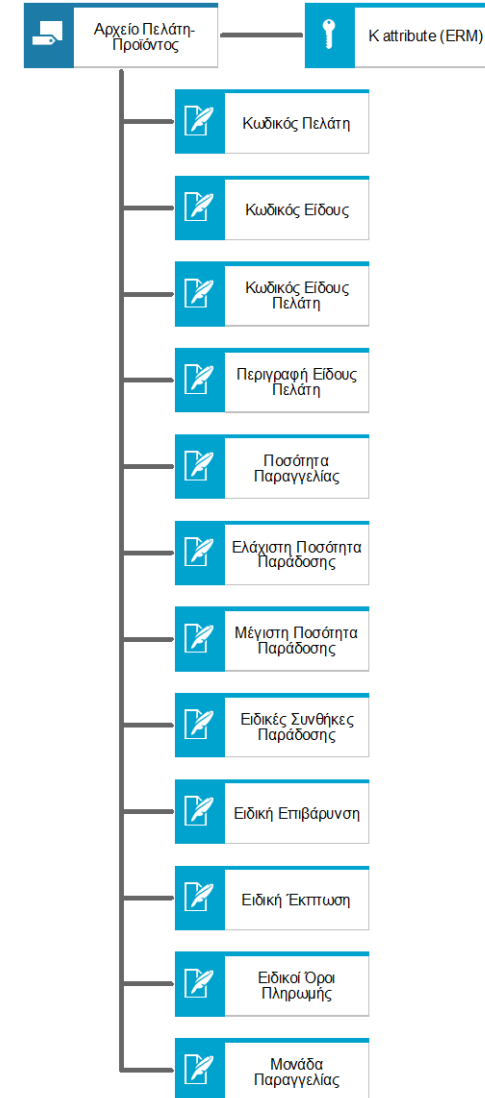 Αρχείο Πελάτη-
Προϊόντος
K attribute (ERM)
Κωδικός Πελάτη
Κωδικός Είδους
Κωδικός Είδους
Πελάτη
Περιγραφή Είδους
Πελάτη
Ποσότητα
Παραγγελίας
Ελάχιστη Ποσότητα
Παράδοσης
Μέγιστη Ποσότητα
Παράδοσης
Ειδικές Συνθήκες
Παράδοσης
Ειδική Επιβάρυνση
Ειδική Έκπτωση
Ειδικοί Όροι
Πληρωμής
Μονάδα
Παραγγελίας